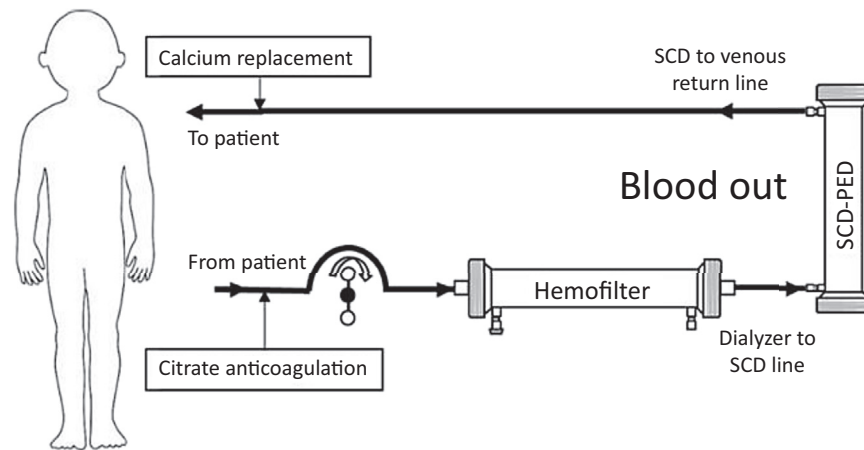 Calcium replacement
SCD to venous
return line
To patient
Blood out
SCD-PED
From patient
Hemofilter
Citrate anticoagulation
Dialyzer to
SCD line